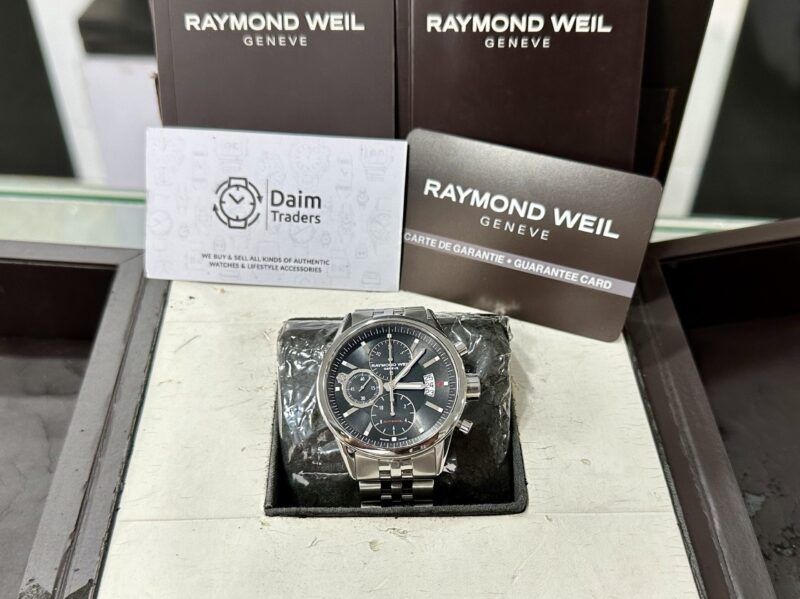 RAYMOND WEIL
GENEVE
RAYMOND WEIL
GENEVE
Daim
Traders
WE BUY & SELL ALL KINDS OF AUTHENTIC
WATCHES & LIFESTYLE ACCESSORIES
RAYMOND WEIL
GENEVE
CARTE DE GARANTIE • GUARANTEE CARD
RAYMOND WEIL